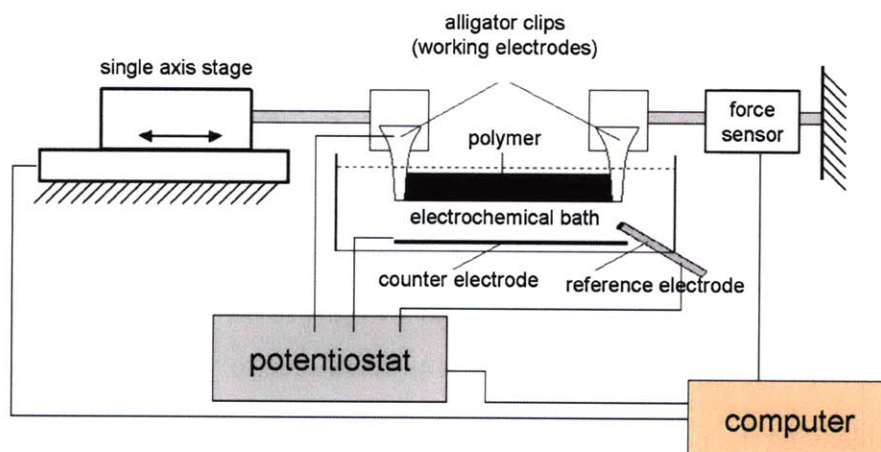 alligator clips
(working electrodes)
single axis stage
force
sensor
polymer
electrochemical bath
counter electrode
reference electrode
potentiostat
computer